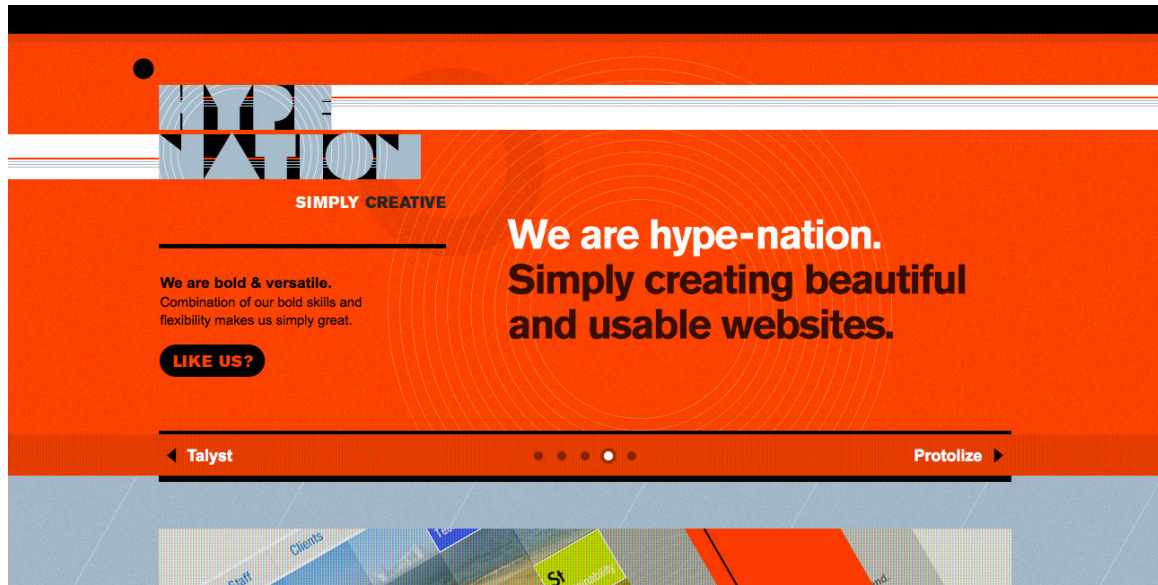 HYPE
NATION
SIMPLY CREATIVE
We are bold & versatile.
Combination of our bold skills and
flexibility makes us simply great.
LIKE US?
We are hype-nation.
Simply creating beautiful
and usable websites.
Talyst
Protolize
Clients
Staff
St